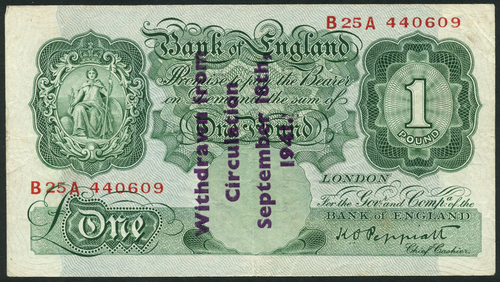 B25A 440609
Bank of England
Promise to pay the Bearer
on Demand the sum of
One Pound
1
POUND
LONDON
For the Govr. and Compa. of the
BANK OF ENGLAND
K O Peppiatt
Chief Cashier.
B25A 440609
£ONE
Withdrawn from
Circulation
September 18th,
1941.